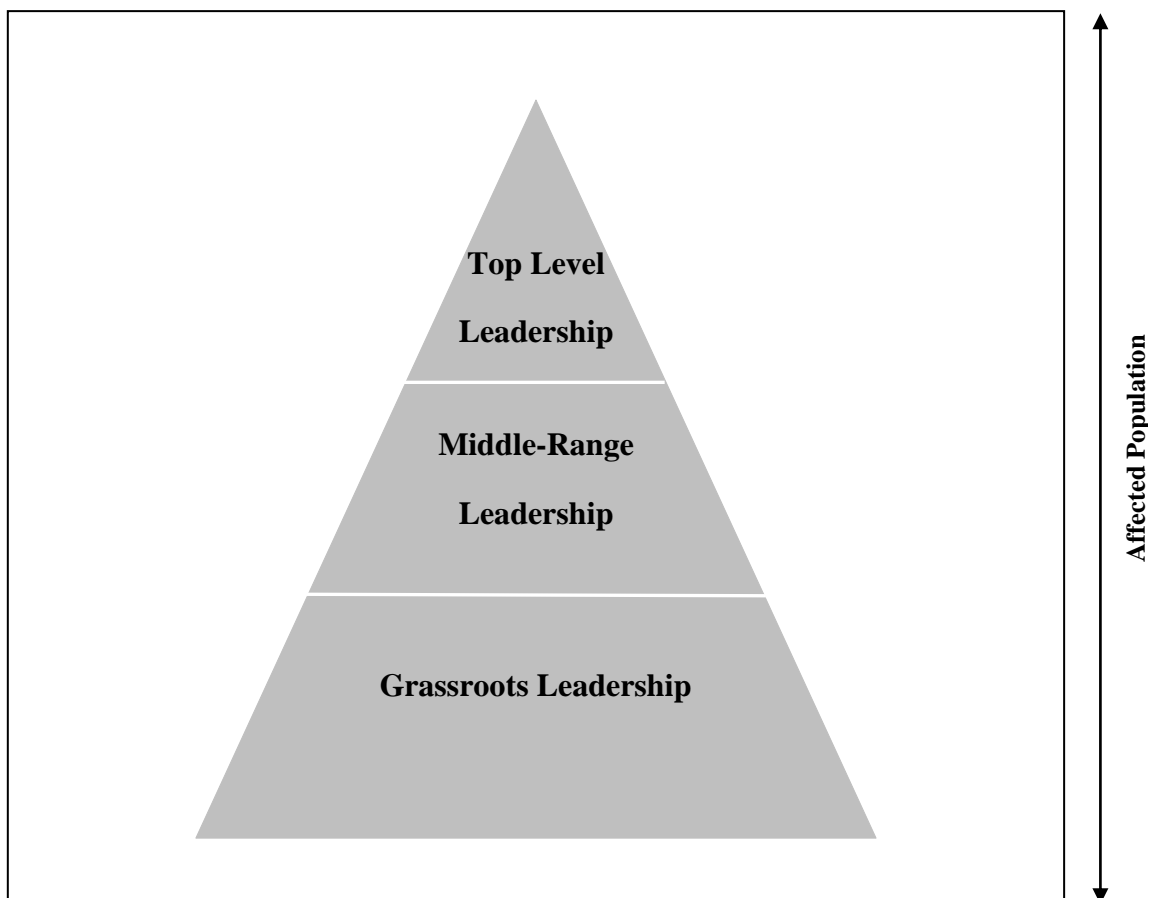 Top Level
Leadership
Middle-Range
Leadership
Grassroots Leadership
Affected Population